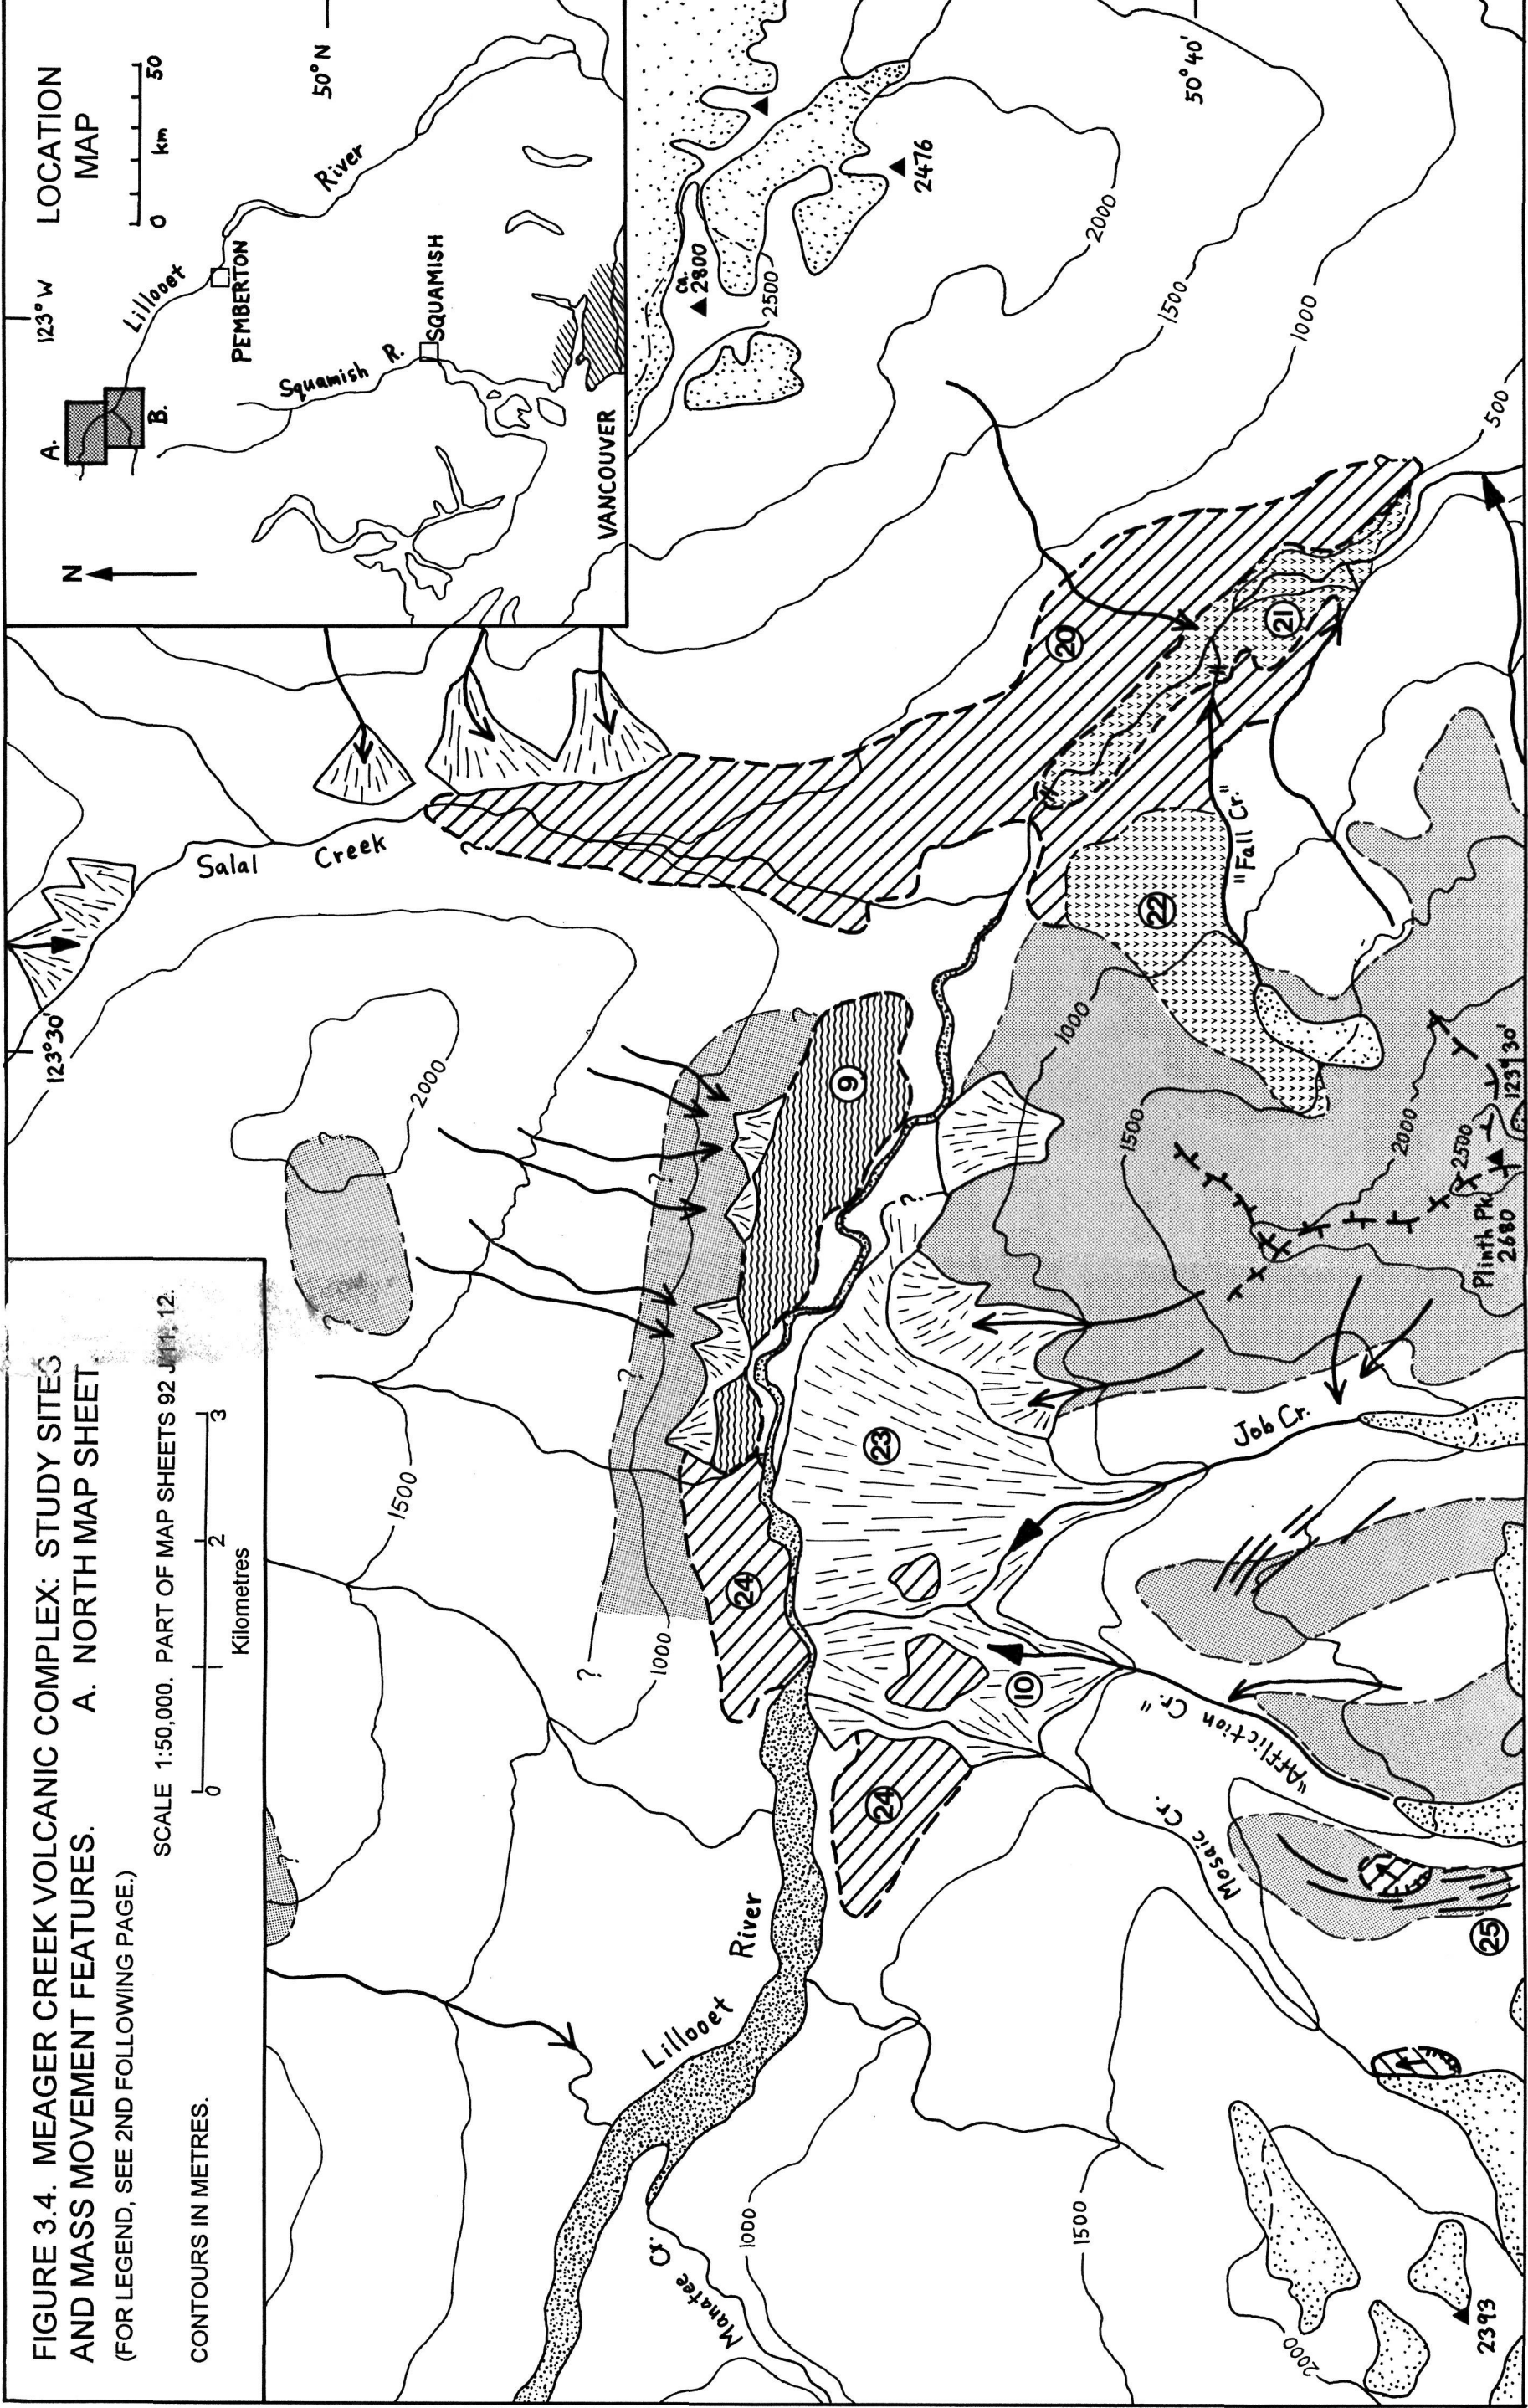 FIGURE 3.4. MEAGER CREEK VOLCANIC COMPLEX: STUDY SITES
AND MASS MOVEMENT FEATURES. A. NORTH MAP SHEET.
(FOR LEGEND, SEE 2ND FOLLOWING PAGE.)
SCALE 1:50,000. PART OF MAP SHEETS 92 J/11, 12.
0 1 2 3
Kilometres
CONTOURS IN METRES.
LOCATION
MAP
N
0 km 50
123°W
50°N
A.
B.
Lillooet
River
PEMBERTON
Squamish R.
SQUAMISH
VANCOUVER
123°30'
Salal Creek
2000
1500
1000
?
?
?
?
?
?
?
?
Lillooet
River
Manatee Cr.
1000
1500
2000
2393
24
24
23
10
9
20
21
22
25
Mosaic Cr.
"Affliction Cr."
Job Cr.
"Fall Cr."
1000
1500
2000
2500
Plinth Pk.
2680
123°30'
ca.
2800
2500
2476
2000
1500
1000
500
50°40'